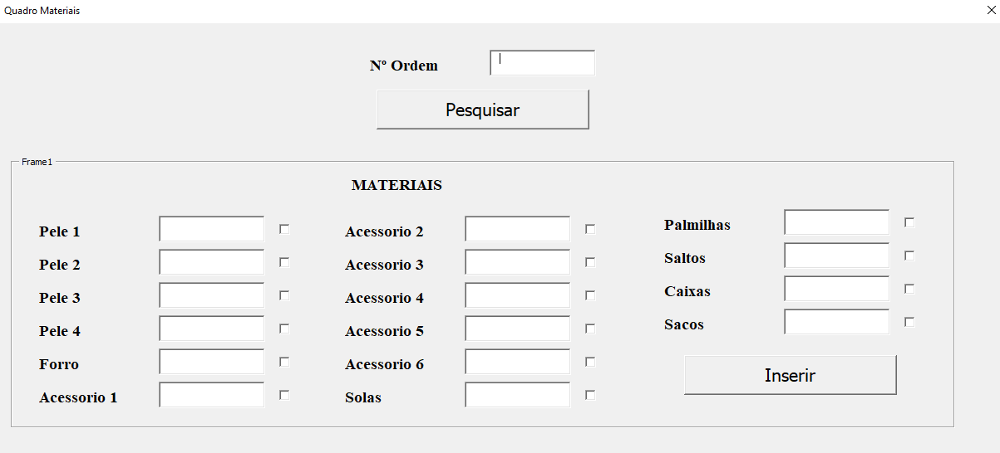 Quadro Materiais
Nº Ordem
Pesquisar
Frame1
MATERIAIS
Pele 1
Pele 2
Pele 3
Pele 4
Forro
Acessorio 1
Acessorio 2
Acessorio 3
Acessorio 4
Acessorio 5
Acessorio 6
Solas
Palmilhas
Saltos
Caixas
Sacos
Inserir